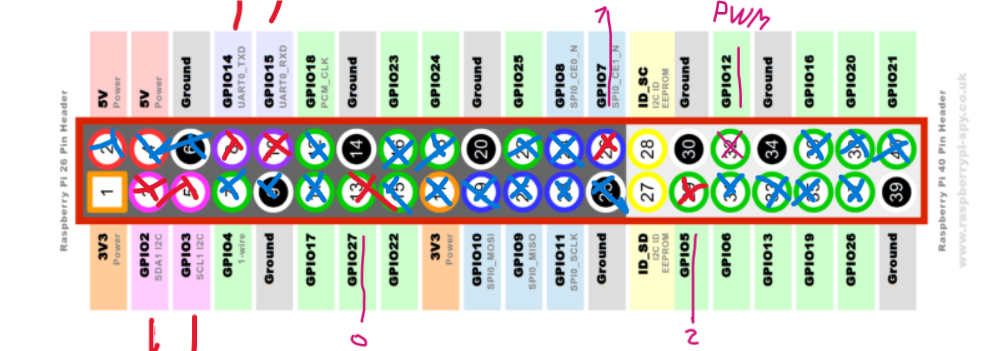 PWM
5V Power
5V Power
Ground
GPIO14 UART0_TXD
GPIO15 UART0_RXD
GPIO18 PCM_CLK
Ground
GPIO23
GPIO24
Ground
GPIO25
GPIO8 SPI0_CE0_N
GPIO7 SPI0_CE1_N
ID_SC I2C ID EEPROM
Ground
GPIO12
Ground
GPIO16
GPIO20
GPIO21
Raspberry Pi 26 Pin Header
14 20 28 30 34
1 27 39
Raspberry Pi 40 Pin Header
www.raspberrypi-spy.co.uk
3V3 Power
GPIO2 SDA1 I2C
GPIO3 SCL1 I2C
GPIO4 1-wire
Ground
GPIO17
GPIO27
GPIO22
3V3 Power
GPIO10 SPI0_MOSI
GPIO9 SPI0_MISO
GPIO11 SPI0_SCLK
Ground
ID_SD I2C ID EEPROM
GPIO5
GPIO6
GPIO13
GPIO19
GPIO26
Ground
0 2